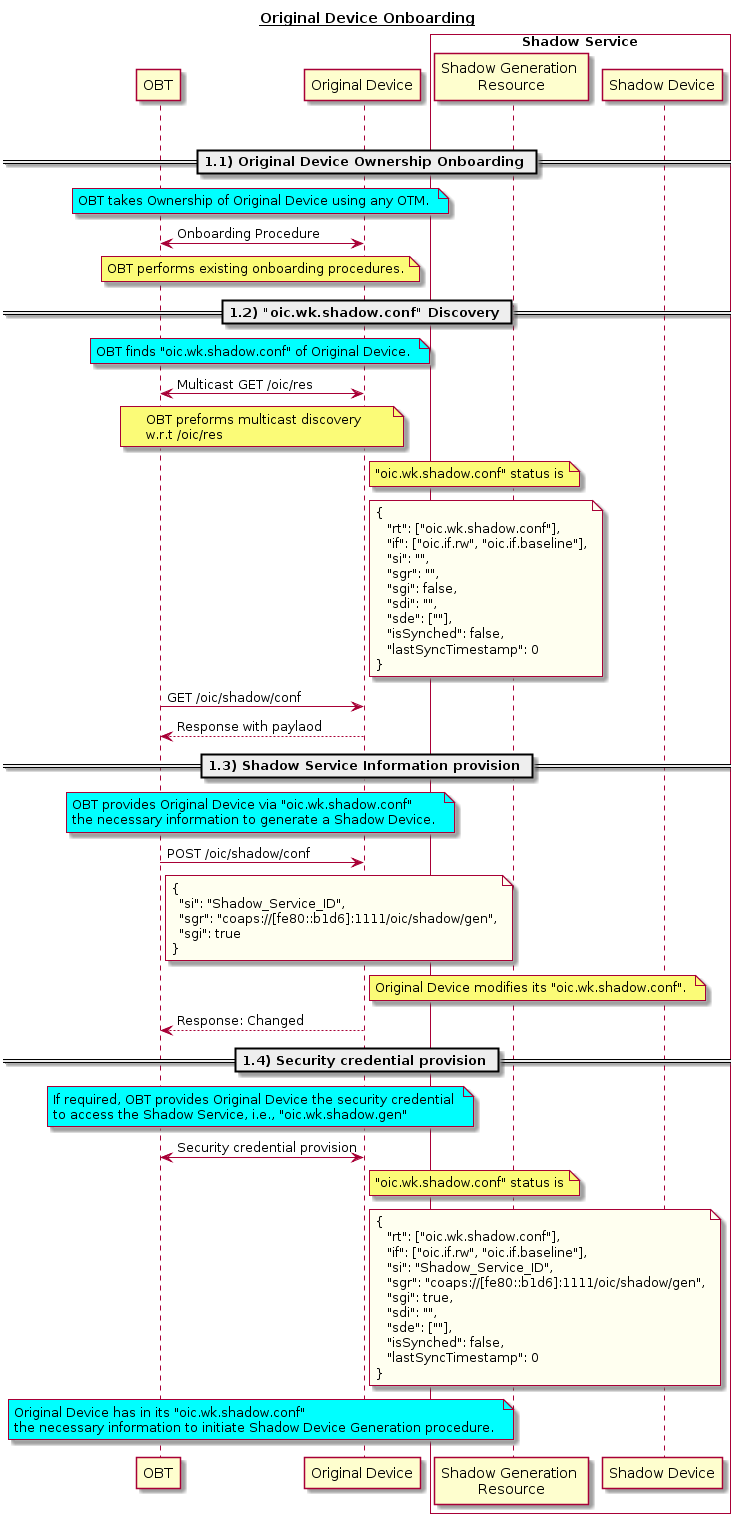 Original Device Onboarding
Shadow Service
OBT
Original Device
Shadow Generation
Resource
Shadow Device
1.1) Original Device Ownership Onboarding
OBT takes Ownership of Original Device using any OTM.
Onboarding Procedure
OBT performs existing onboarding procedures.
1.2) "oic.wk.shadow.conf" Discovery
OBT finds "oic.wk.shadow.conf" of Original Device.
Multicast GET /oic/res
OBT preforms multicast discovery
w.r.t /oic/res
"oic.wk.shadow.conf" status is
{
"rt": ["oic.wk.shadow.conf"],
"if": ["oic.if.rw", "oic.if.baseline"],
"si": "",
"sgr": "",
"sgi": false,
"sdi": "",
"sde": [""],
"isSynched": false,
"lastSyncTimestamp": 0
}
GET /oic/shadow/conf
Response with paylaod
1.3) Shadow Service Information provision
OBT provides Original Device via "oic.wk.shadow.conf"
the necessary information to generate a Shadow Device.
POST /oic/shadow/conf
{
"si": "Shadow_Service_ID",
"sgr": "coaps://[fe80::b1d6]:1111/oic/shadow/gen",
"sgi": true
}
Original Device modifies its "oic.wk.shadow.conf".
Response: Changed
1.4) Security credential provision
If required, OBT provides Original Device the security credential
to access the Shadow Service, i.e., "oic.wk.shadow.gen"
Security credential provision
"oic.wk.shadow.conf" status is
{
"rt": ["oic.wk.shadow.conf"],
"if": ["oic.if.rw", "oic.if.baseline"],
"si": "Shadow_Service_ID",
"sgr": "coaps://[fe80::b1d6]:1111/oic/shadow/gen",
"sgi": true,
"sdi": "",
"sde": [""],
"isSynched": false,
"lastSyncTimestamp": 0
}
Original Device has in its "oic.wk.shadow.conf"
the necessary information to initiate Shadow Device Generation procedure.
OBT
Original Device
Shadow Generation
Resource
Shadow Device